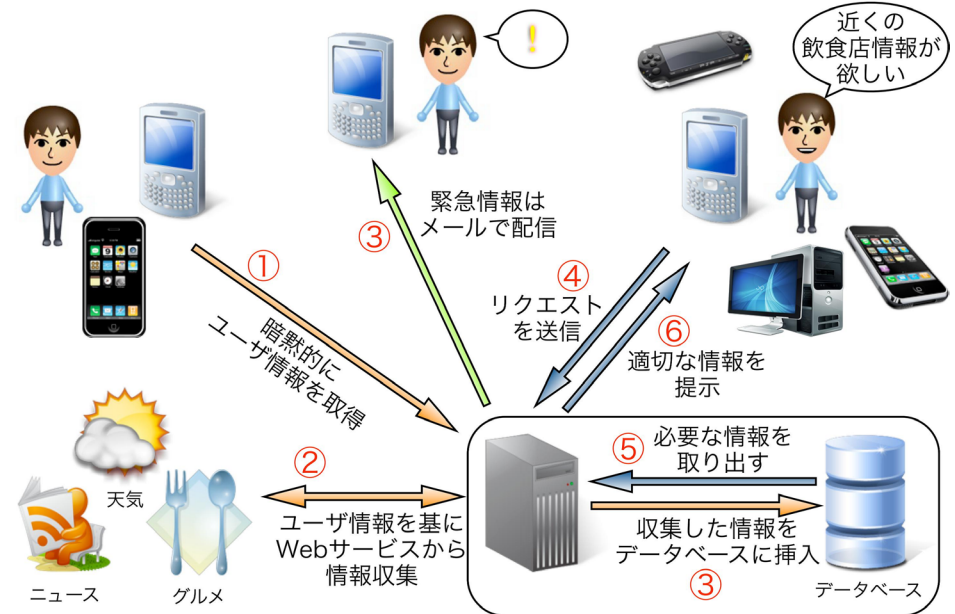 ！
近くの
飲食店情報が
欲しい
緊急情報は
メールで配信
③
①
暗黙的に
ユーザ情報を取得
④
リクエスト
を送信
⑥
適切な情報を
提示
天気
ニュース
グルメ
②
ユーザ情報を基に
Webサービスから
情報収集
⑤
必要な情報を
取り出す
収集した情報を
データベースに挿入
③
データベース